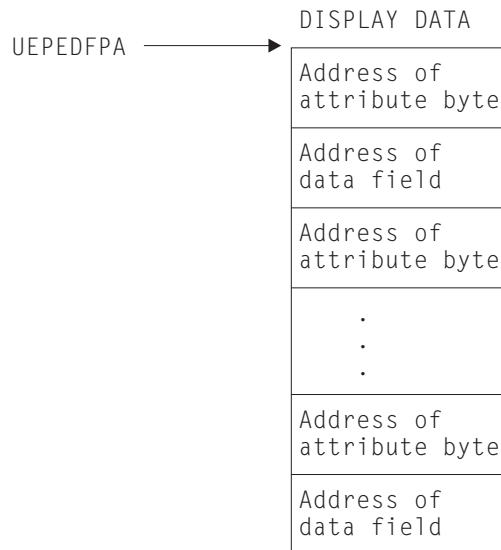 DISPLAY DATA
UEPEDFPA
Address of
attribute byte
Address of
data field
Address of
attribute byte
.
.
.
Address of
attribute byte
Address of
data field